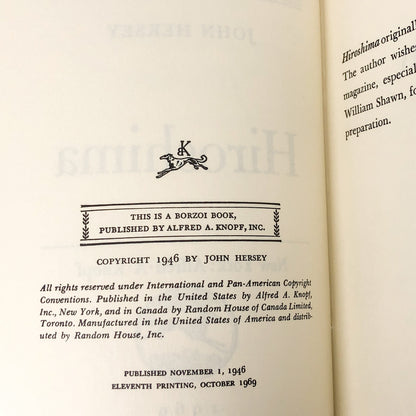 JOHN HERSEY
Hiroshima
AK
THIS IS A BORZOI BOOK,
PUBLISHED BY ALFRED A. KNOPF, INC.
COPYRIGHT 1946 BY JOHN HERSEY
All rights reserved under International and Pan-American Copyright
Conventions. Published in the United States by Alfred A. Knopf,
Inc., New York, and in Canada by Random House of Canada Limited,
Toronto. Manufactured in the United States of America and distrib-
uted by Random House, Inc.
PUBLISHED NOVEMBER 1, 1946
ELEVENTH PRINTING, OCTOBER 1969
Hiroshima original
The author wishe
magazine, especial
William Shawn, fo
preparation.